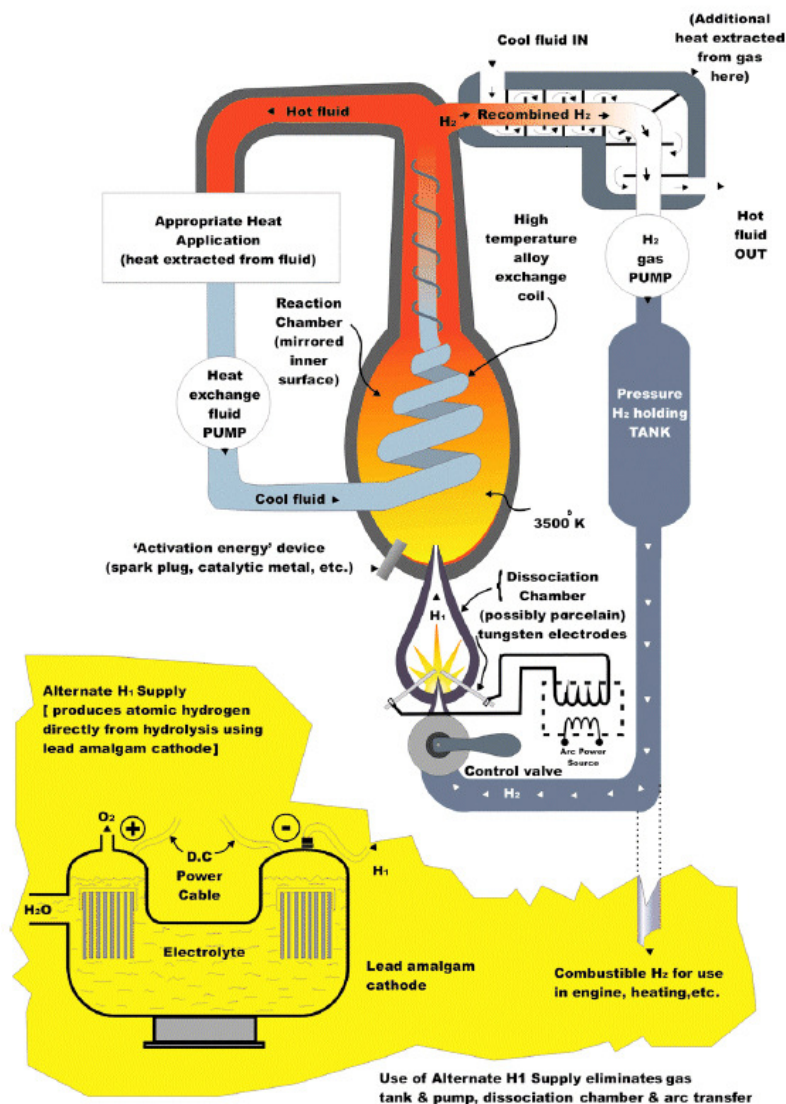 (Additional
heat extracted
from gas
here)
Cool fluid IN
Hot fluid
H₂
Recombined H₂
Appropriate Heat
Application
(heat extracted from fluid)
High
temperature
alloy
exchange
coil
H₂
gas
PUMP
Hot
fluid
OUT
Reaction
Chamber
(mirrored
inner
surface)
Heat
exchange
fluid
PUMP
Pressure
H₂ holding
TANK
Cool fluid
3500° K
‘Activation energy’ device
(spark plug, catalytic metal, etc.)
Dissociation
Chamber
(possibly parcelain)
tungsten electrodes
H₁
Arc Power
Source
Control valve
H₂
Alternate H₁ Supply
[ produces atomic hydrogen
directly from hydrolysis using
lead amalgam cathode]
O₂
+
-
D.C
Power
Cable
H₁
H₂O
Electrolyte
Lead amalgam
cathode
Combustible H₂ for use
in engine, heating,etc.
Use of Alternate H1 Supply eliminates gas
tank & pump, dissociation chamber & arc transfer